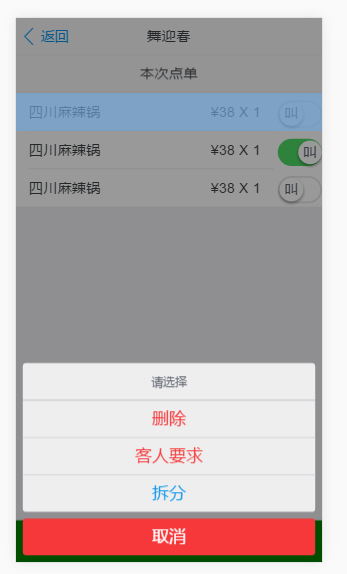 返回 舞迎春
本次点单
四川麻辣锅 ¥38 X 1 叫
四川麻辣锅 ¥38 X 1 叫
四川麻辣锅 ¥38 X 1 叫
请选择
删除
客人要求
拆分
取消